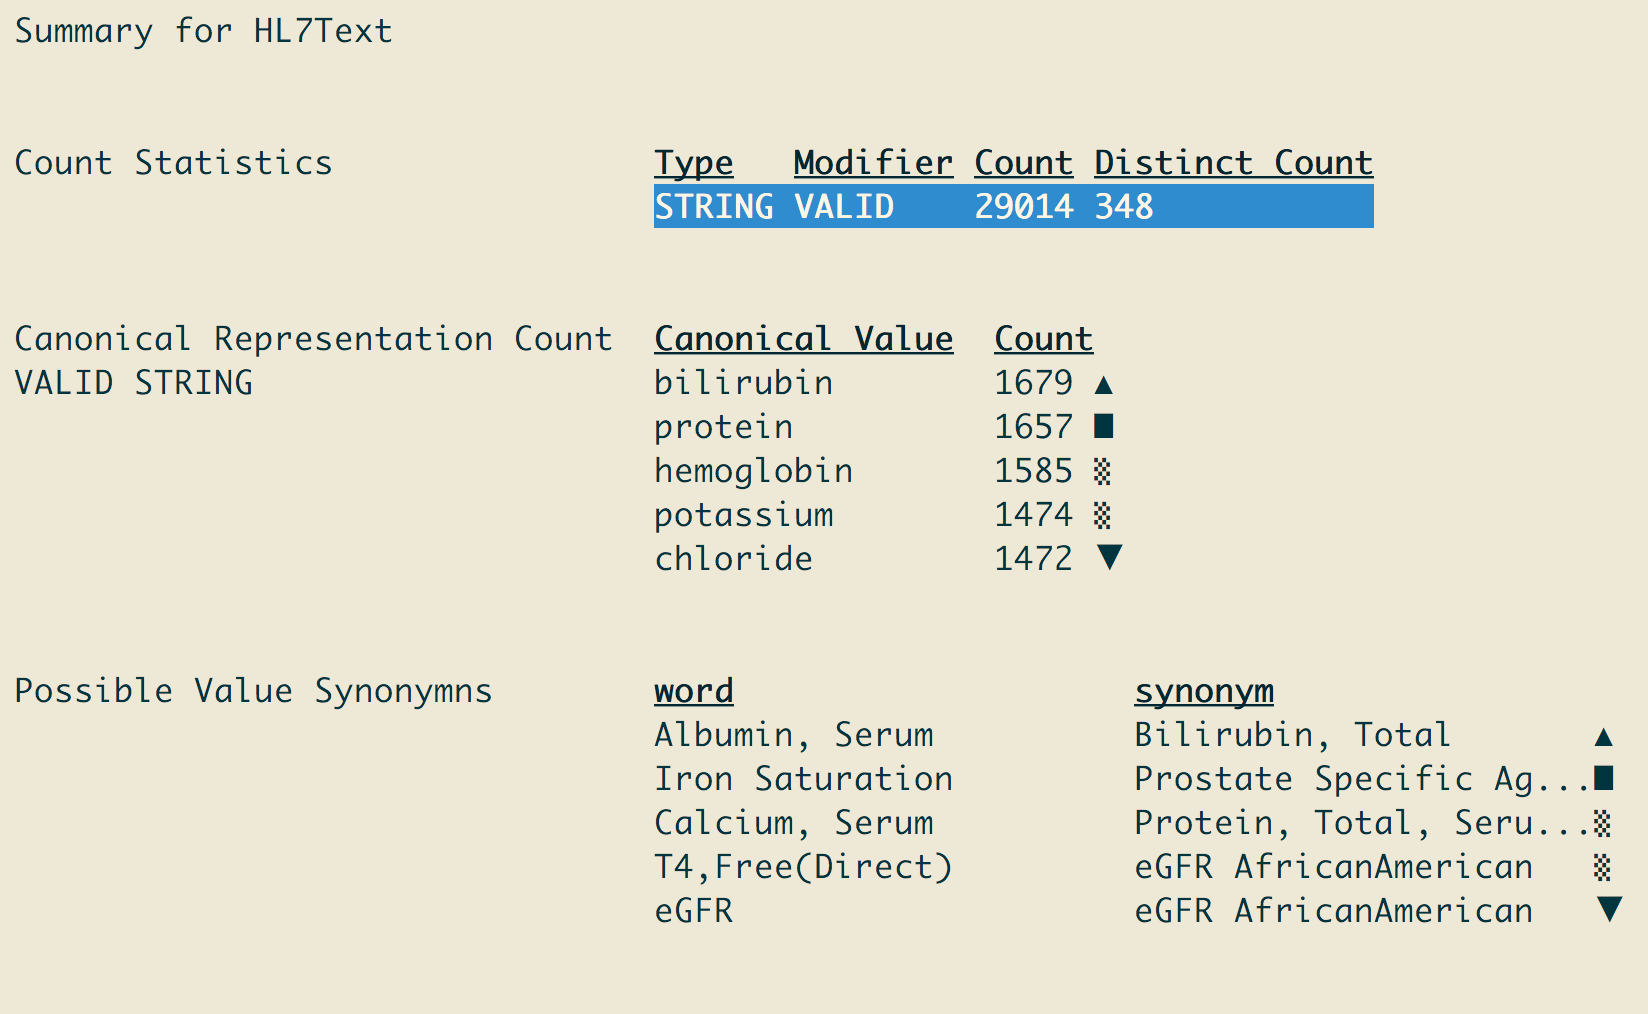 Summary for HL7Text
Count Statistics Type Modifier Count Distinct Count
STRING VALID 29014 348
Canonical Representation Count Canonical Value Count
VALID STRING bilirubin 1679 ▲
protein 1657 █
hemoglobin 1585 ▒
potassium 1474 ▒
chloride 1472 ▼
Possible Value Synonymns word synonym
Albumin, Serum Bilirubin, Total ▲
Iron Saturation Prostate Specific Ag...█
Calcium, Serum Protein, Total, Seru...▒
T4,Free(Direct) eGFR AfricanAmerican ▒
eGFR eGFR AfricanAmerican ▼